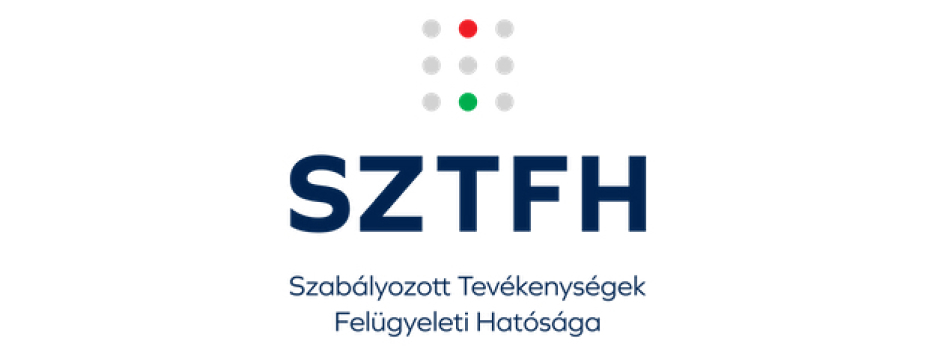 SZTFH
Szabályozott Tevékenységek
Felügyeleti Hatósága